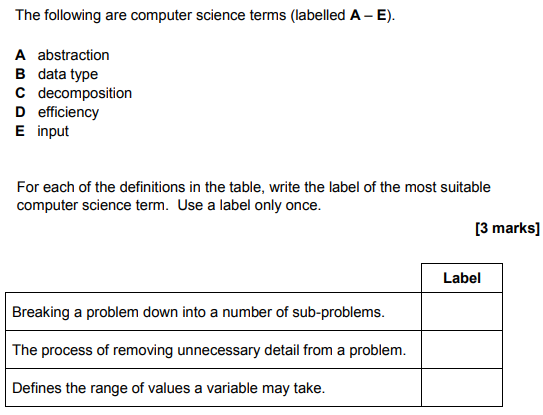 The following are computer science terms (labelled A – E).
A abstraction
B data type
C decomposition
D efficiency
E input
For each of the definitions in the table, write the label of the most suitable
computer science term.  Use a label only once.
[3 marks]
Label
Breaking a problem down into a number of sub-problems.
The process of removing unnecessary detail from a problem.
Defines the range of values a variable may take.